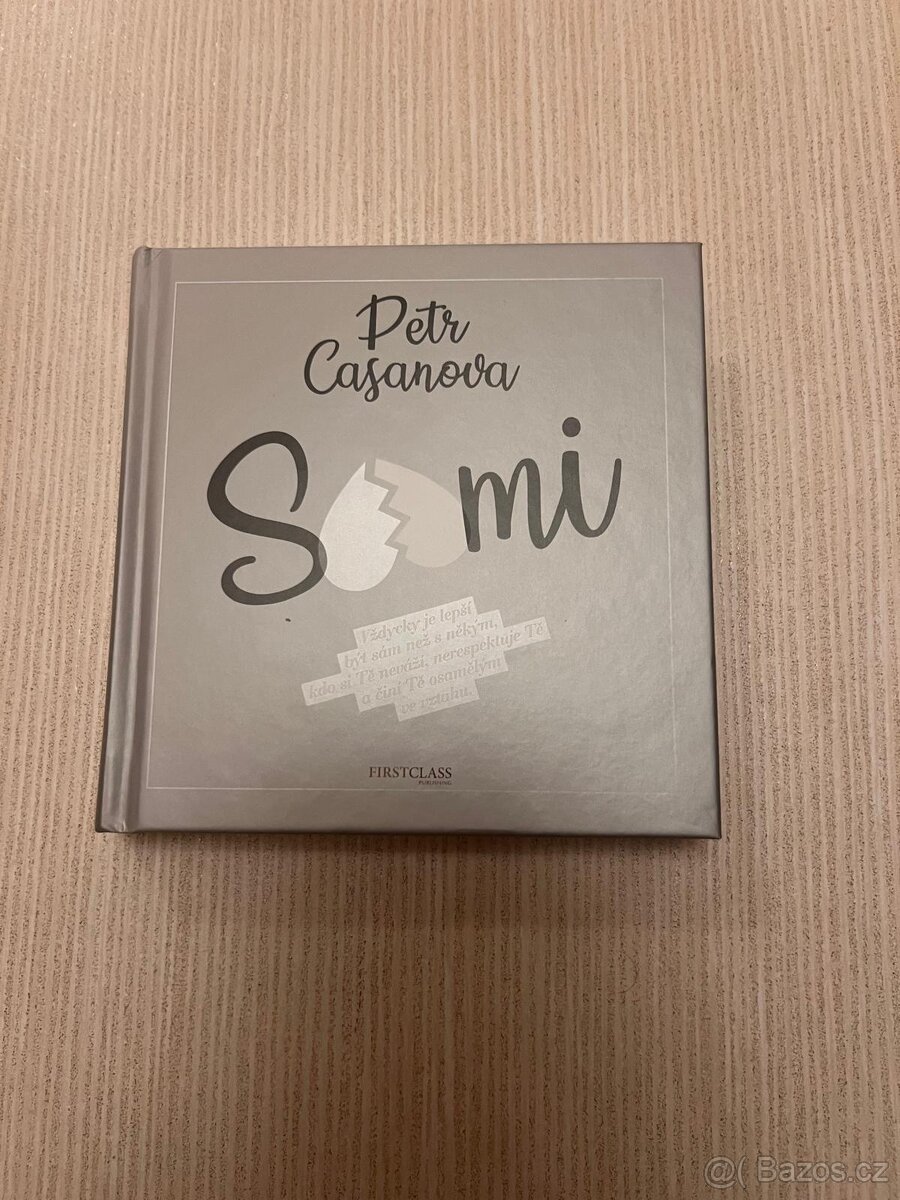 Petr
Casanova
Sami
Vždycky je lepší
být sám než s někým,
kdo si Tě neváží, nerespektuje Tě
a činí Tě osamělým
ve vztahu.
FIRSTCLASS
PUBLISHING
@( Bazos.cz